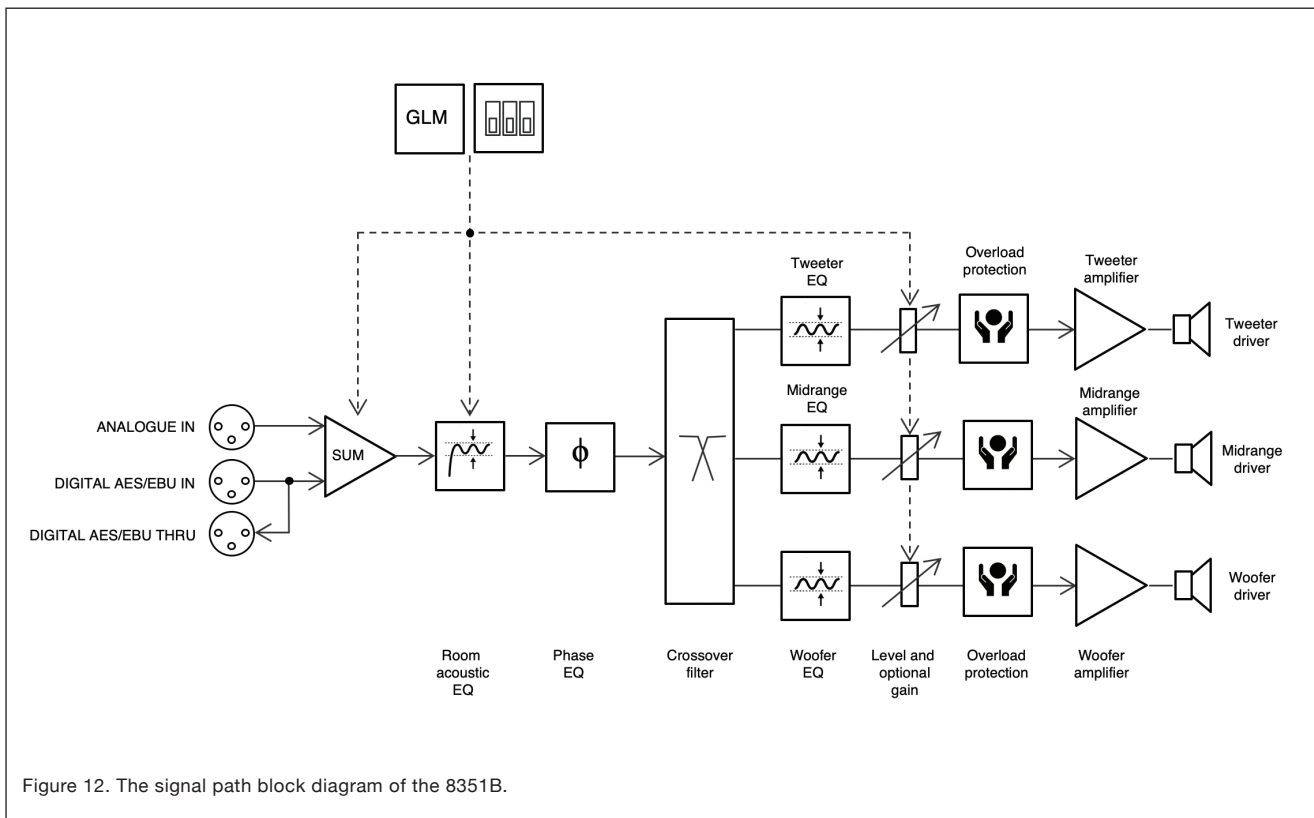 GLM
Tweeter
EQ
Overload
protection
Tweeter
amplifier
Tweeter
driver
Midrange
EQ
Midrange
amplifier
Midrange
driver
ANALOGUE IN
SUM
ϕ
DIGITAL AES/EBU IN
DIGITAL AES/EBU THRU
Woofer
driver
Room
acoustic
EQ
Phase
EQ
Crossover
filter
Woofer
EQ
Level and
optional
gain
Overload
protection
Woofer
amplifier
Figure 12. The signal path block diagram of the 8351B.